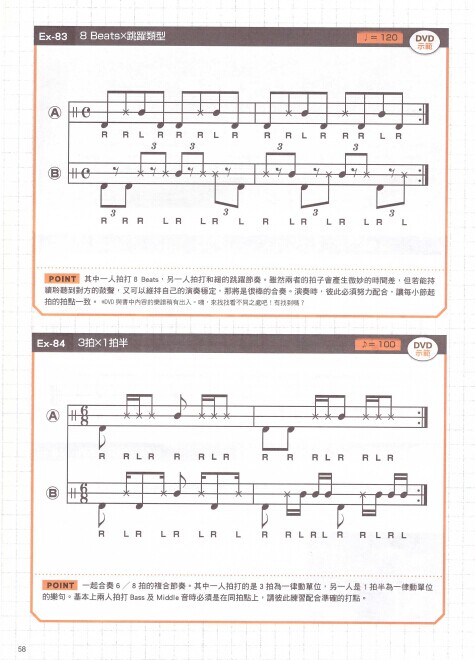 Ex-83 8 Beats×跳躍類型 ♩=120 DVD 示範
A
R R L R R R L R R R L R R R L R
3 3 3 3
B
3 3 3 3
R R R L R L R L R L R R L R L R L R L
POINT 其中一人拍打 8 Beats，另一人拍打和緩的跳躍節奏。雖然兩者的拍子會產生微妙的時間差，但若能持
續聆聽到對方的鼓聲，又可以維持自己的演奏穩定，那將是很棒的合奏。演奏時，彼此必須努力配合，讓每小節起
拍的拍點一致。※DVD 與書中內容的樂譜稍有出入。噢，來找找看不同之處吧！有找到嗎？
Ex-84 3拍×1拍半 ♪=100 DVD 示範
A 6 8
R R L R R R L R R R R L R R R L R
B 6 8
R L R L R R L R L R R L R L R R L R L R
POINT 一起合奏 6 ／ 8 拍的複合節奏。其中一人拍打的是 3 拍為一律動單位，另一人是 1 拍半為一律動單位
的樂句。基本上兩人拍打 Bass 及 Middle 音時必須是在同拍點上，請彼此練習配合準確的打點。
58